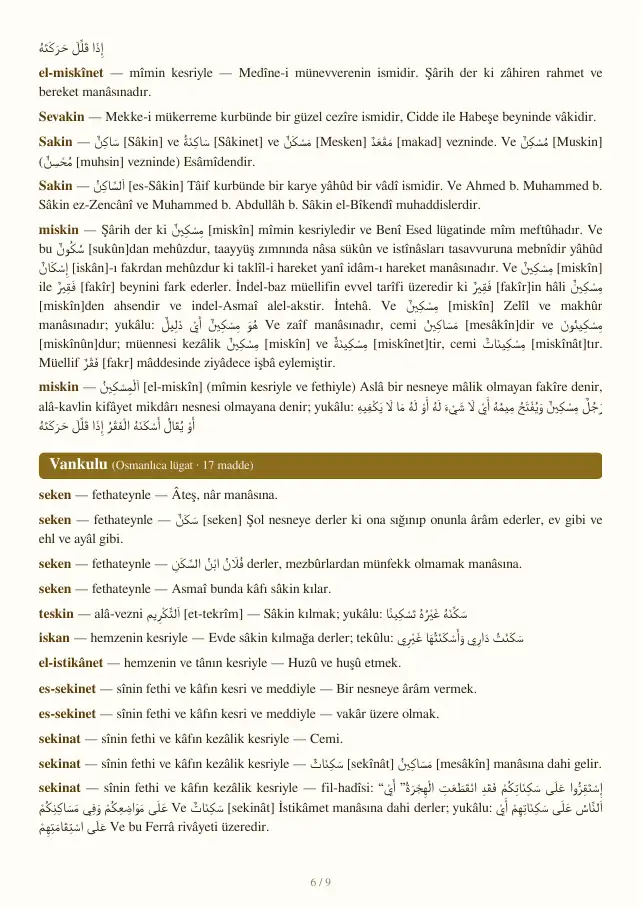 إِذَا قَلَّلَ حَرَكَتَهُ
el-miskînet — mîmin kesriyle — Medîne-i münevverenin ismidir. Şârih der ki zâhiren rahmet ve
bereket manâsınadır.
Sevakin — Mekke-i mükerreme kurbünde bir güzel cezîre ismidir, Cidde ile Habeşe beyninde vâkidir.
Sakin — سَاكِنٌ [Sâkin] ve سَاكِنَةٌ [Sâkinet] ve مَسْكَنٌ [Mesken] مَقْعَدٌ [makad] vezninde. Ve مُسْكِنٌ [Muskin]
(مُحْسِنٌ [muhsin] vezninde) Esâmîdendir.
Sakin — اَلسَّاكِنُ [es-Sâkin] Tâif kurbünde bir karye yâhûd bir vâdî ismidir. Ve Ahmed b. Muhammed b.
Sâkin ez-Zencânî ve Muhammed b. Abdullâh b. Sâkin el-Bîkendî muhaddislerdir.
miskin — Şârih der ki مِسْكِينٌ [miskîn] mîmin kesriyledir ve Benî Esed lügatinde mîm meftûhadır. Ve
bu سُكُونٌ [sukûn]dan mehûzdur, taayyüş zımnında nâsa sükûn ve istînâsları tasavvuruna mebnîdir yâhûd
إِسْكَانٌ [iskân]-ı fakrdan mehûzdur ki taklîl-i hareket yanî idâm-ı hareket manâsınadır. Ve مِسْكِينٌ [miskîn]
ile فَقِيرٌ [fakîr] beynini fark ederler. İndel-baz müellifin evvel tarîfi üzeredir ki فَقِيرٌ [fakîr]in hâli مِسْكِينٌ
[miskîn]den ahsendir ve indel-Asmaî alel-akstir. İntehâ. Ve مِسْكِينٌ [miskîn] Zelîl ve makhûr
manâsınadır; yukâlu: هُوَ مِسْكِينٌ أَيْ ذَلِيلٌ Ve zaîf manâsınadır, cemi مَسَاكِينُ [mesâkîn]dir ve مِسْكِينُونَ
[miskînûn]dur; müennesi kezâlik مِسْكِينٌ [miskîn] ve مِسْكِينَةٌ [miskînet]tir, cemi مِسْكِينَاتٌ [miskînât]tır.
Müellif فَقْرٌ [fakr] mâddesinde ziyâdece işbâ eylemiştir.
miskin — اَلْمِسْكِينُ [el-miskîn] (mîmin kesriyle ve fethiyle) Aslâ bir nesneye mâlik olmayan fakîre denir,
alâ-kavlin kifâyet mikdârı nesnesi olmayana denir; yukâlu: رَجُلٌ مِسْكِينٌ وَيُفْتَحُ مِيمُهُ أَيْ لَا شَيْءَ لَهُ أَوْ لَهُ مَا لَا يَكْفِيهِ
أَوْ يُقَالُ أَسْكَنَهُ الْفَقْرُ إِذَا قَلَّلَ حَرَكَتَهُ
Vankulu (Osmanlıca lügat · 17 madde)
seken — fethateynle — Âteş, nâr manâsına.
seken — fethateynle — سَكَنٌ [seken] Şol nesneye derler ki ona sığınıp onunla ârâm ederler, ev gibi ve
ehl ve ayâl gibi.
seken — fethateynle — فُلَانُ ابْنُ السَّكَنِ derler, mezbûrlardan münfekk olmamak manâsına.
seken — fethateynle — Asmaî bunda kâfı sâkin kılar.
teskin — alâ-vezni اَلتَّكْرِيم [et-tekrîm] — Sâkin kılmak; yukâlu: سَكَّنَهُ غَيْرُهُ تَسْكِينًا
iskan — hemzenin kesriyle — Evde sâkin kılmağa derler; tekûlu: سَكَنْتُ دَارِي وَأَسْكَنْتُهَا غَيْرِي
el-istikânet — hemzenin ve tânın kesriyle — Huzû ve huşû etmek.
es-sekinet — sînin fethi ve kâfın kesri ve meddiyle — Bir nesneye ârâm vermek.
es-sekinet — sînin fethi ve kâfın kesri ve meddiyle — vakâr üzere olmak.
sekinat — sînin fethi ve kâfın kezâlik kesriyle — Cemi.
sekinat — sînin fethi ve kâfın kezâlik kesriyle — سَكِنَاتٌ [sekînât] مَسَاكِينُ [mesâkîn] manâsına dahi gelir.
sekinat — sînin fethi ve kâfın kezâlik kesriyle — fil-hadîsi: “إِسْتَقِرُّوا عَلَى سَكِنَاتِكُمْ فَقَدِ انْقَطَعَتِ الْهِجْرَةُ” أَيْ
عَلَى مَوَاضِعِكُمْ وَفِي مَسَاكِنِكُمْ Ve سَكِنَاتٌ [sekinât] İstikâmet manâsına dahi derler; yukâlu: اَلنَّاسُ عَلَى سَكِنَاتِهِمْ أَيْ
عَلَى اسْتِقَامَتِهِمْ Ve bu Ferrâ rivâyeti üzeredir.
6 / 9